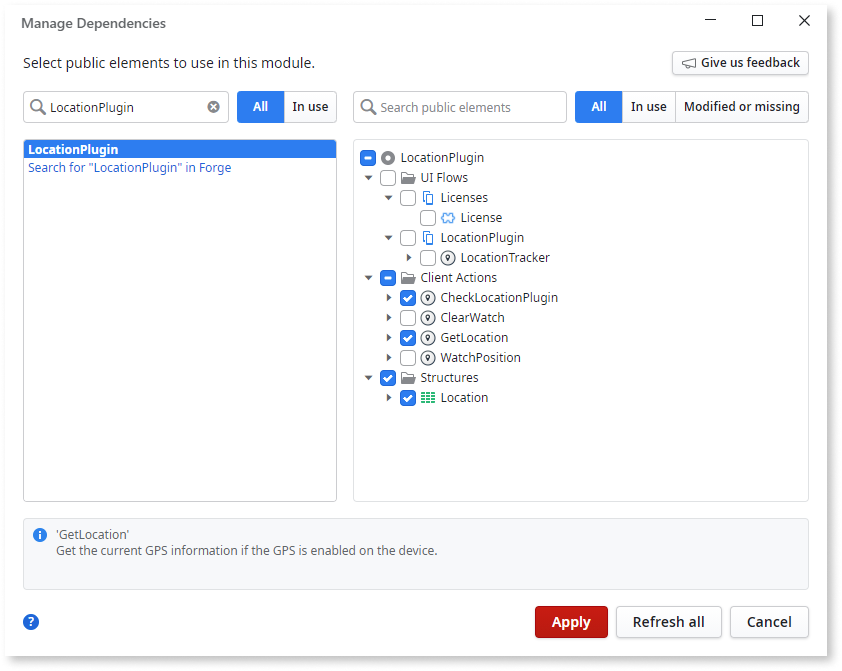 Manage Dependencies
Select public elements to use in this module.
Give us feedback
LocationPlugin
All
In use
Search public elements
All
In use
Modified or missing
LocationPlugin
Search for "LocationPlugin" in Forge
LocationPlugin
UI Flows
Licenses
License
LocationPlugin
LocationTracker
Client Actions
CheckLocationPlugin
ClearWatch
GetLocation
WatchPosition
Structures
Location
'GetLocation'
Get the current GPS information if the GPS is enabled on the device.
Apply
Refresh all
Cancel